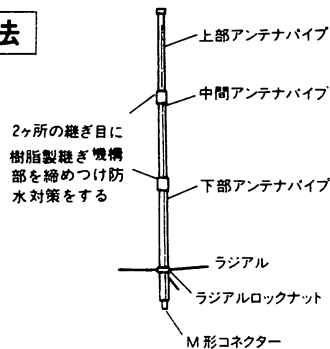 法
上部アンテナパイプ
中間アンテナパイプ
2ヶ所の継ぎ目に
樹脂製継ぎ機構
部を締めつけ防
水対策をする
下部アンテナパイプ
ラジアル
ラジアルロックナット
M形コネクター